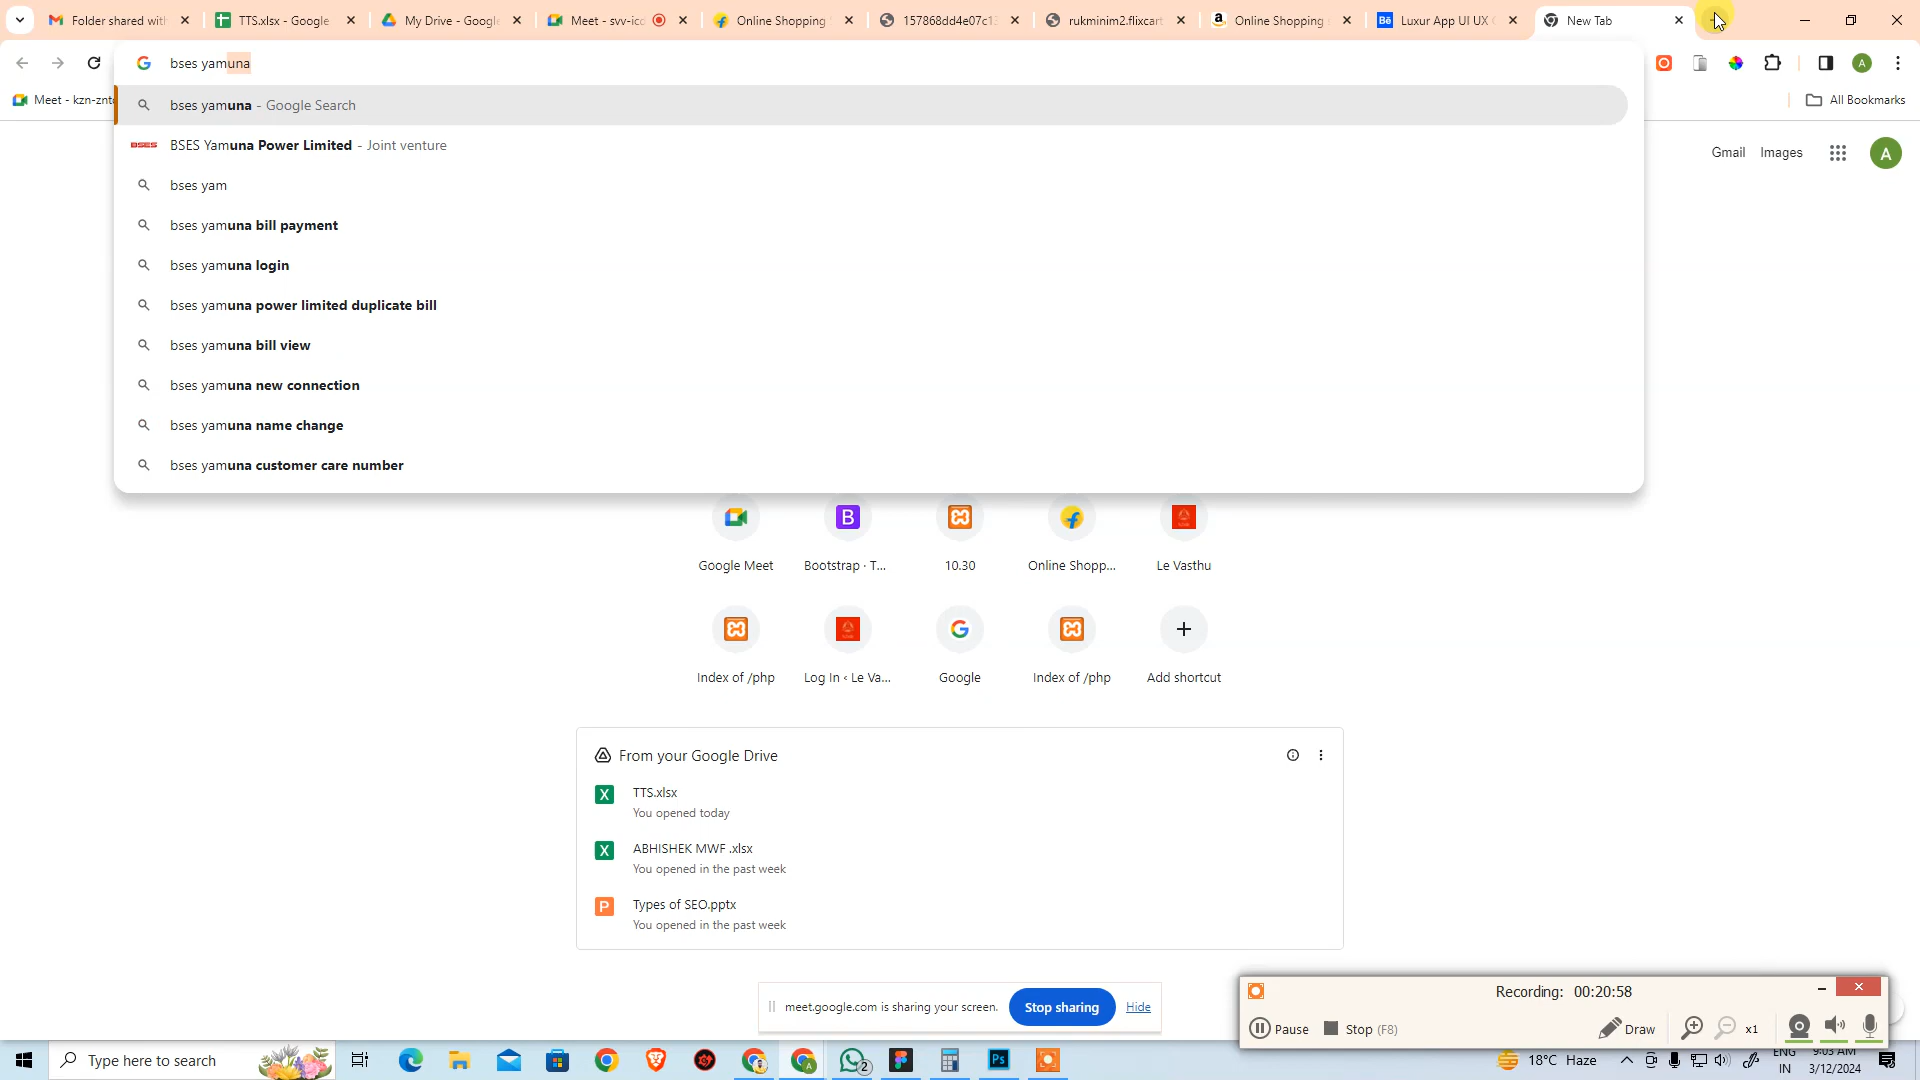 Folder shared with
TTS.xlsx - Google
My Drive - Google
Meet - svv-icc
Online Shopping
157868dd4e07c13
rukminim2.flixcart
Online Shopping
Luxur App UI UX
New Tab
bses yamuna
Meet - kzn-znt
All Bookmarks
bses yamuna - Google Search
BSES Yamuna Power Limited - Joint venture
bses yam
bses yamuna bill payment
bses yamuna login
bses yamuna power limited duplicate bill
bses yamuna bill view
bses yamuna new connection
bses yamuna name change
bses yamuna customer care number
Gmail Images
A
Google Meet
Bootstrap · T...
10.30
Online Shopp...
Le Vasthu
Index of /php
Log In ‹ Le Va...
Google
Index of /php
Add shortcut
From your Google Drive
TTS.xlsx
You opened today
ABHISHEK MWF .xlsx
You opened in the past week
Types of SEO.pptx
You opened in the past week
meet.google.com is sharing your screen.
Stop sharing
Hide
Recording: 00:20:58
Pause
Stop (F8)
Draw
x1
Type here to search
2
18°C Haze
ENG
IN
9:03 AM
3/12/2024